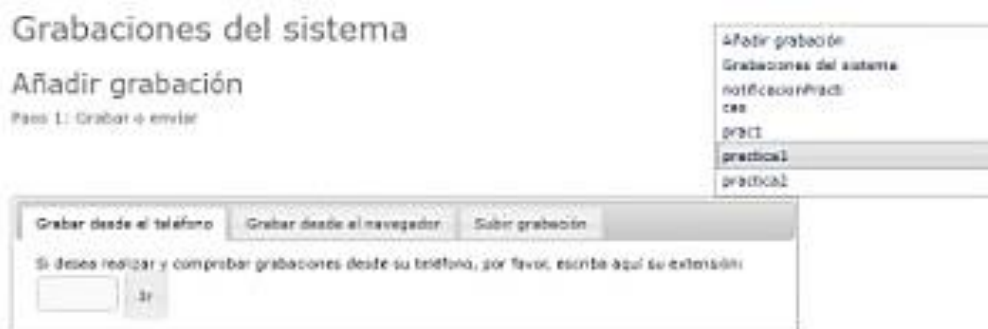 Grabaciones del sistema
Añadir grabación
Paso 1: Grabar o enviar
Añadir grabación
Grabaciones del sistema
notificacionPracti
cas
pract
practica1
practica2
Grabar desde el teléfono
Grabar desde el navegador
Subir grabación
Si desea realizar y comprobar grabaciones desde su teléfono, por favor, escriba aquí su extensión:
Ir